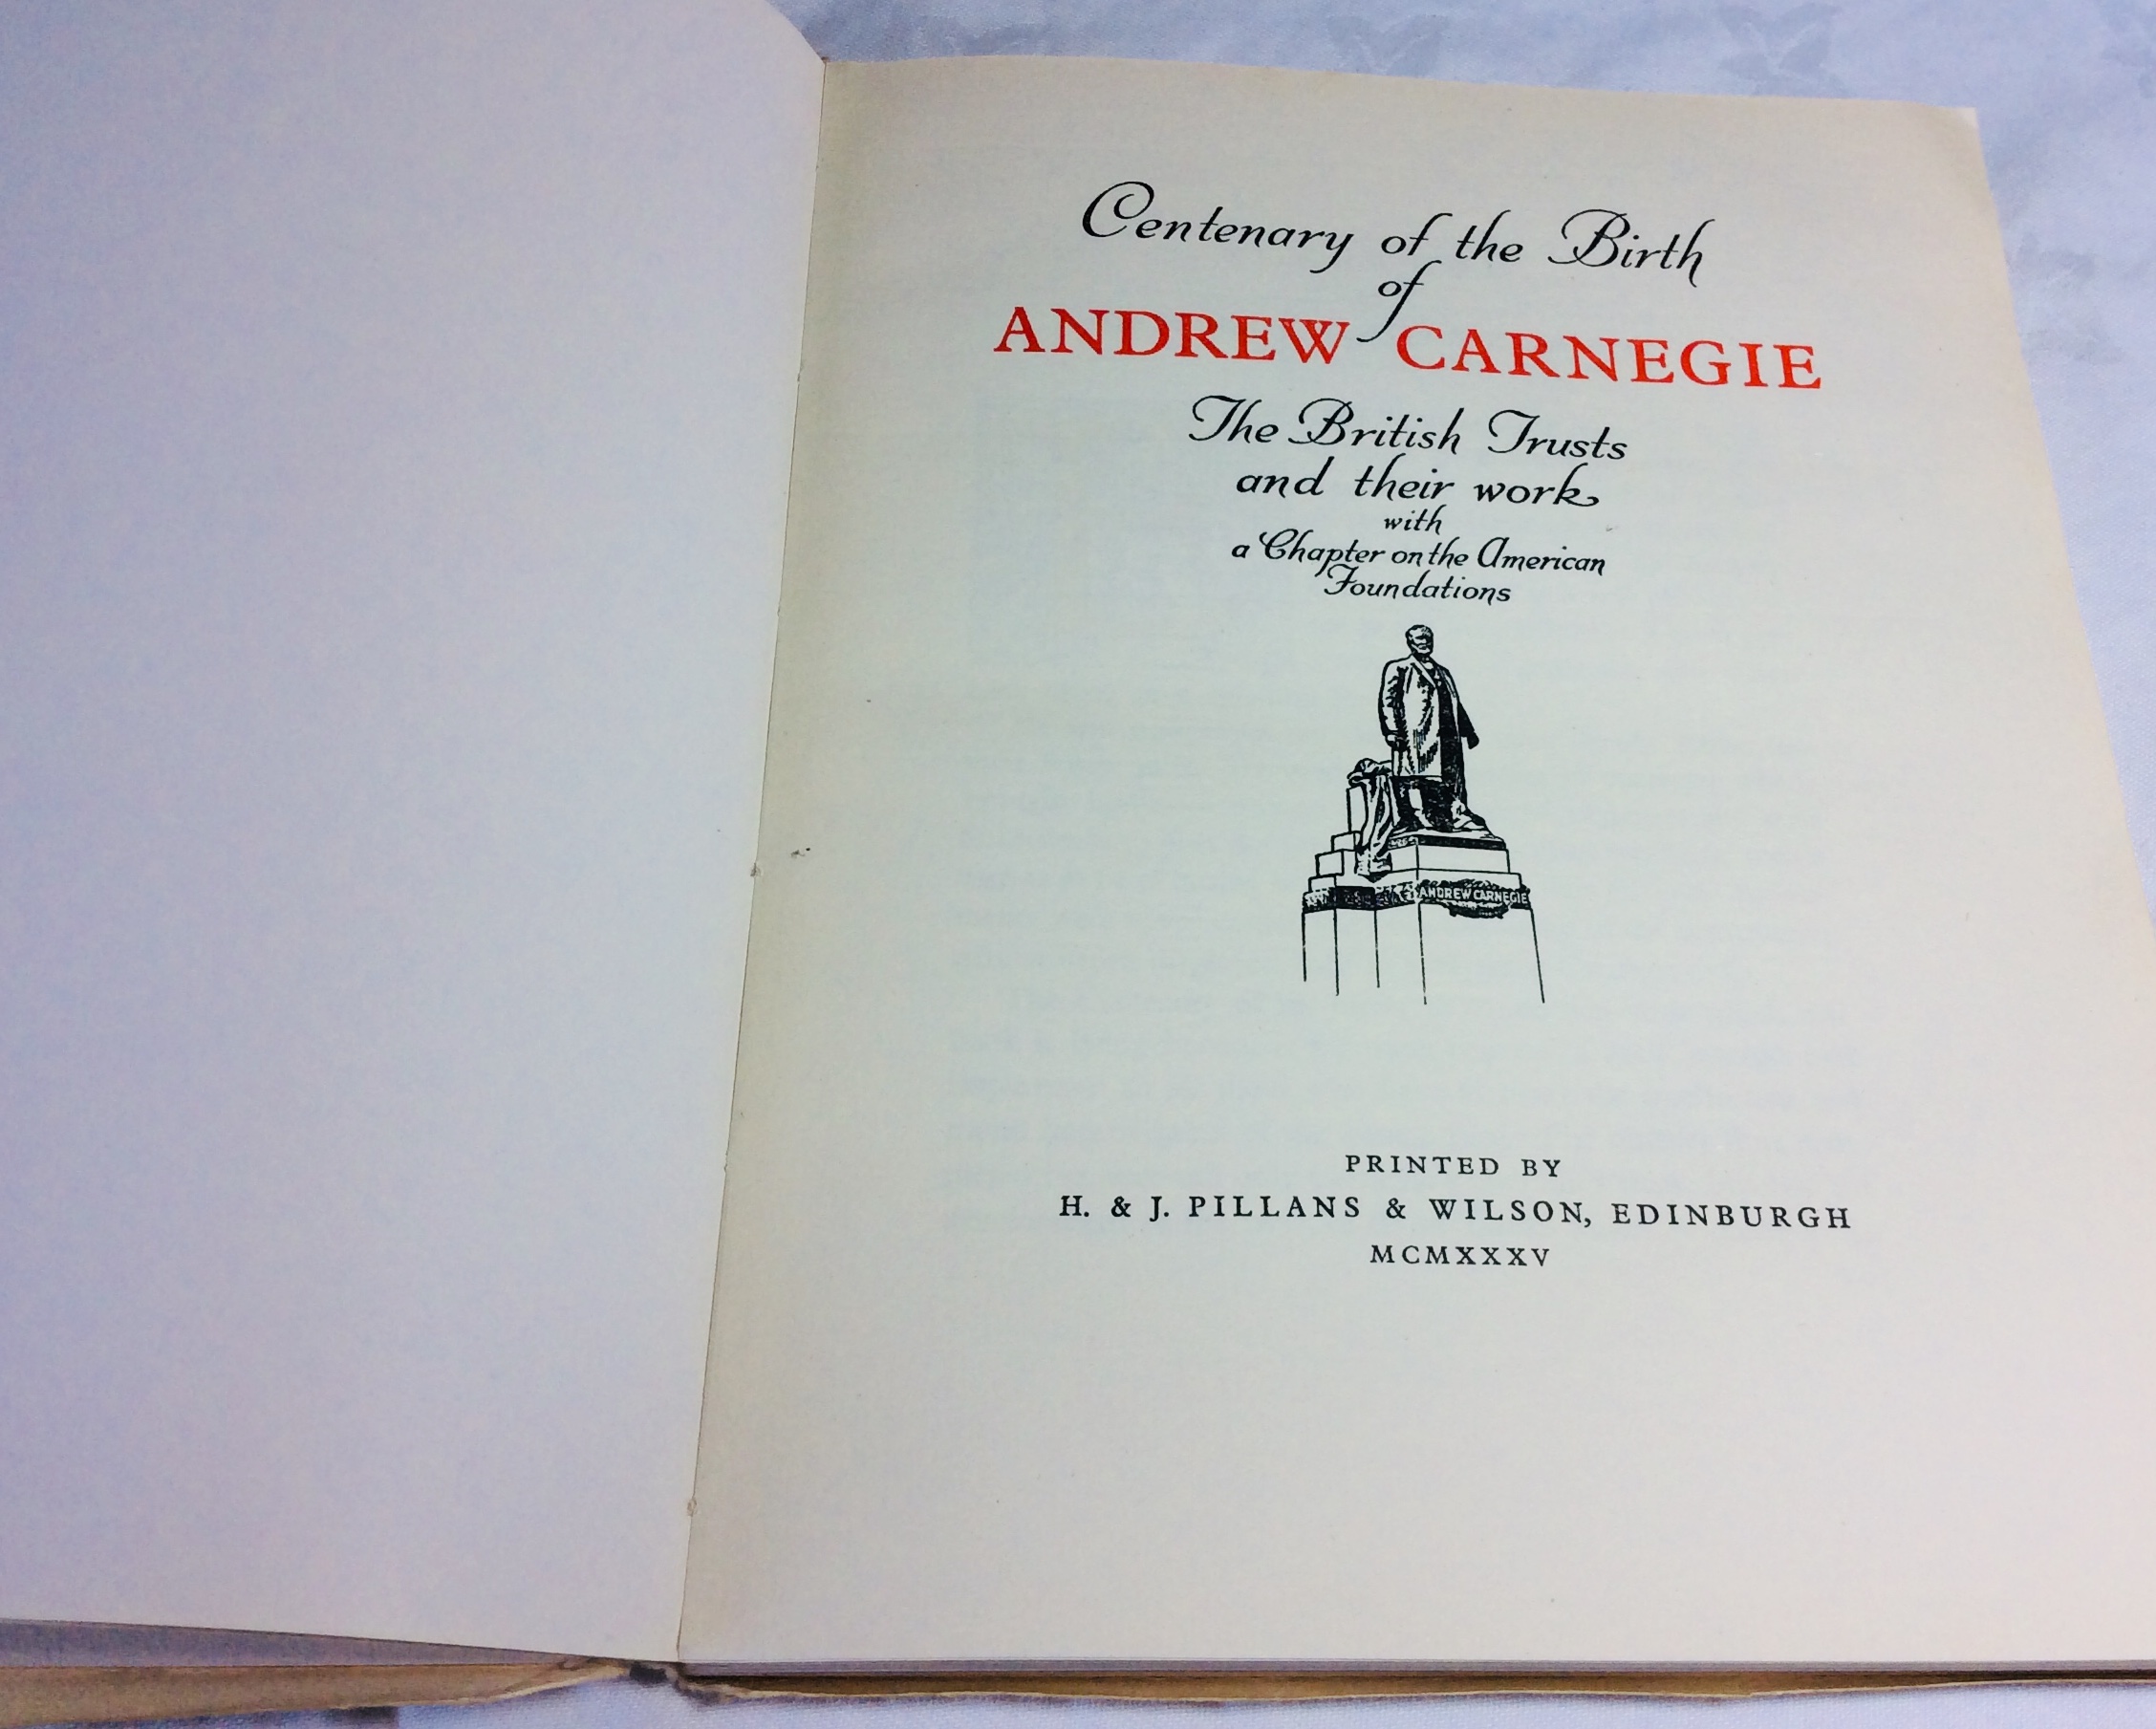 Centenary of the Birth
of
ANDREW CARNEGIE
The British Trusts
and their work
with
a Chapter on the American
Foundations
ANDREW CARNEGIE
PRINTED BY
H. & J. PILLANS & WILSON, EDINBURGH
MCMXXXV